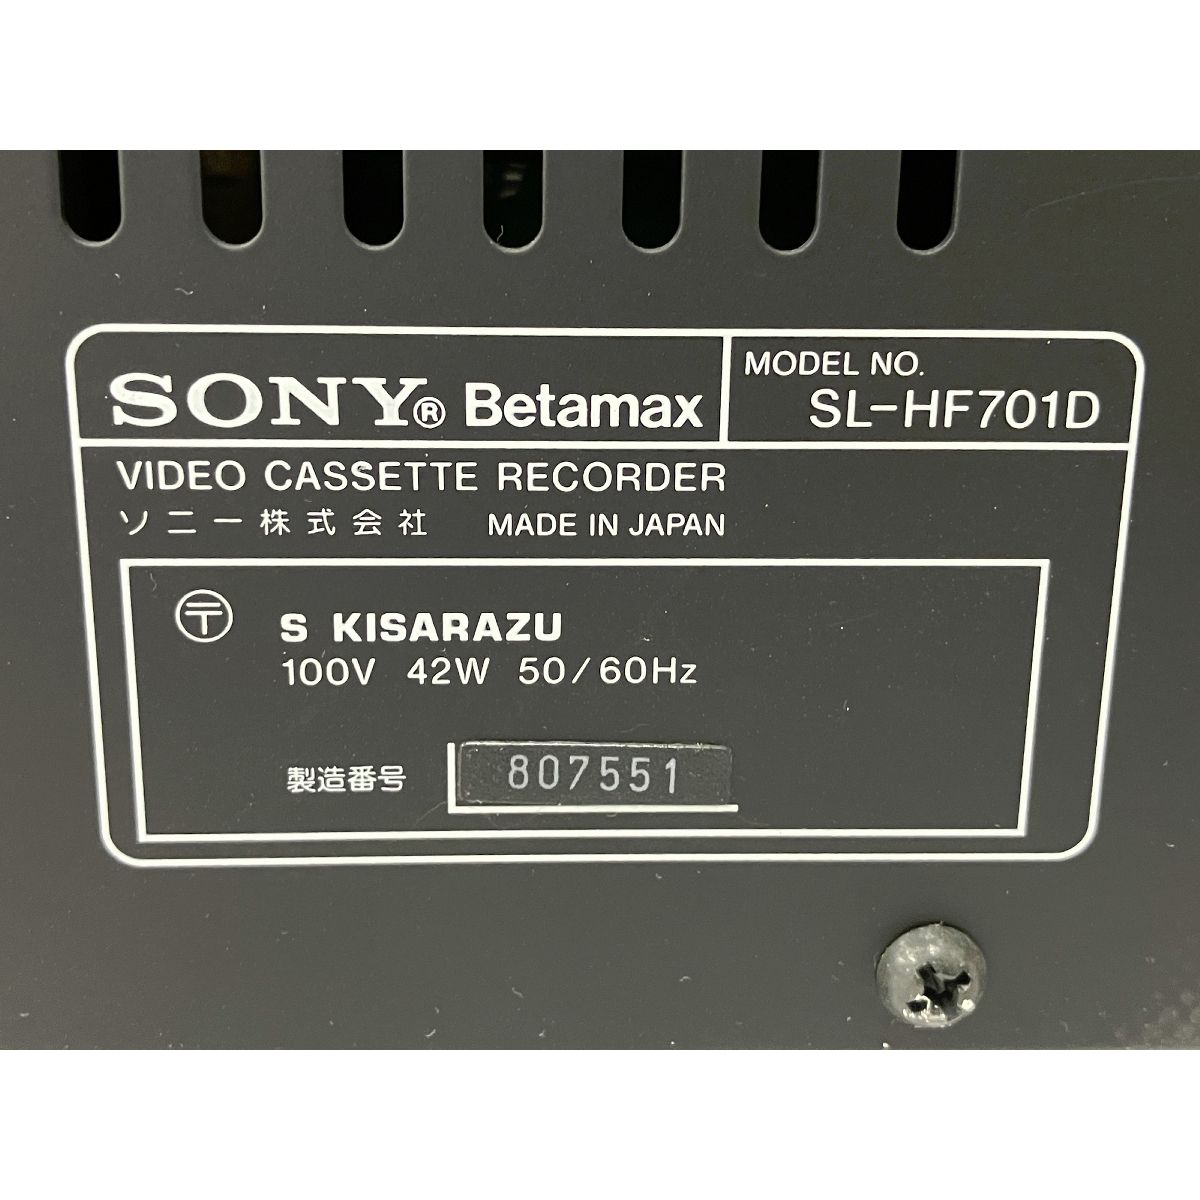 SONY® Betamax
MODEL NO.
SL-HF701D
VIDEO CASSETTE RECORDER
ソニー株式会社 MADE IN JAPAN
〒 S KISARAZU
100V 42W 50/60Hz
製造番号 807551